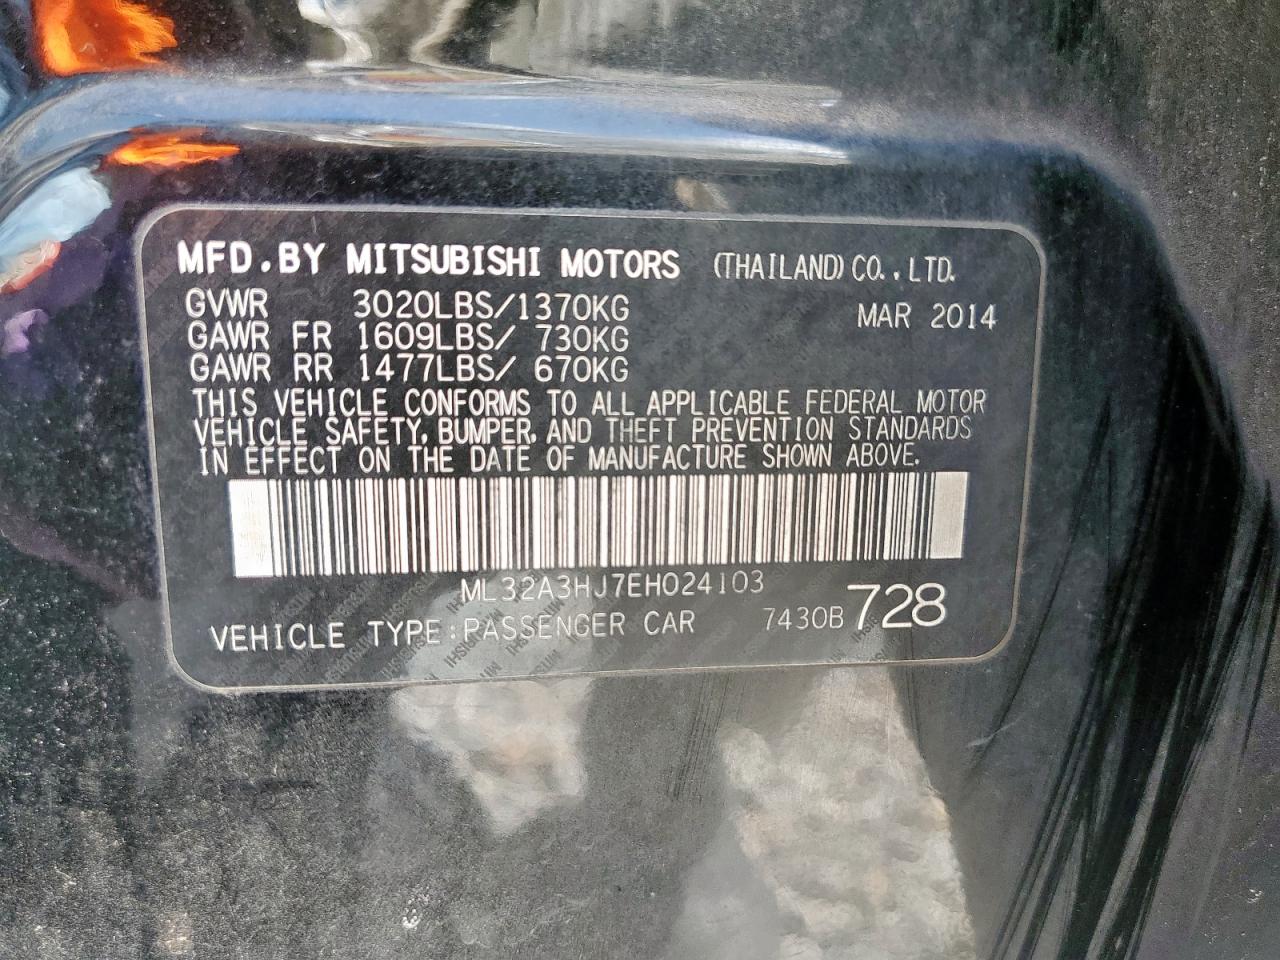 MFD.BY MITSUBISHI MOTORS (THAILAND) CO.,LTD.
GVWR 3020LBS/1370KG MAR 2014
GAWR FR 1609LBS/ 730KG
GAWR RR 1477LBS/ 670KG
THIS VEHICLE CONFORMS TO ALL APPLICABLE FEDERAL MOTOR
VEHICLE SAFETY, BUMPER, AND THEFT PREVENTION STANDARDS
IN EFFECT ON THE DATE OF MANUFACTURE SHOWN ABOVE.
ML32A3HJ7EH024103
VEHICLE TYPE:PASSENGER CAR 7430B 728